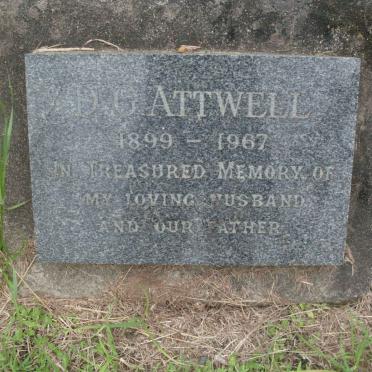 D. G. ATTWELL
1899 – 1967
IN TREASURED MEMORY OF
MY LOVING HUSBAND
AND OUR FATHER